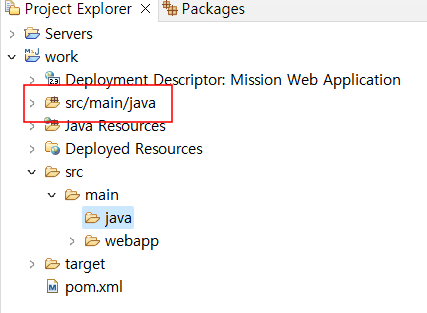 Project Explorer Packages
Servers
work
Deployment Descriptor: Mission Web Application
src/main/java
Java Resources
Deployed Resources
src
main
java
webapp
target
pom.xml